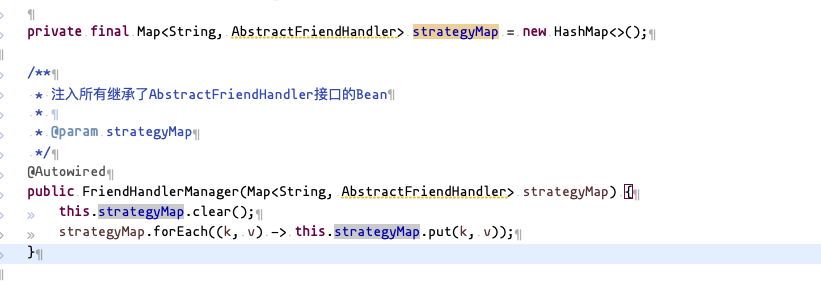 private final Map<String, AbstractFriendHandler> strategyMap = new HashMap<>();
/**
 * 注入所有继承了AbstractFriendHandler接口的Bean
 *
 * @param strategyMap
 */
@Autowired
public FriendHandlerManager(Map<String, AbstractFriendHandler> strategyMap) {
    this.strategyMap.clear();
    strategyMap.forEach((k, v) -> this.strategyMap.put(k, v));
}